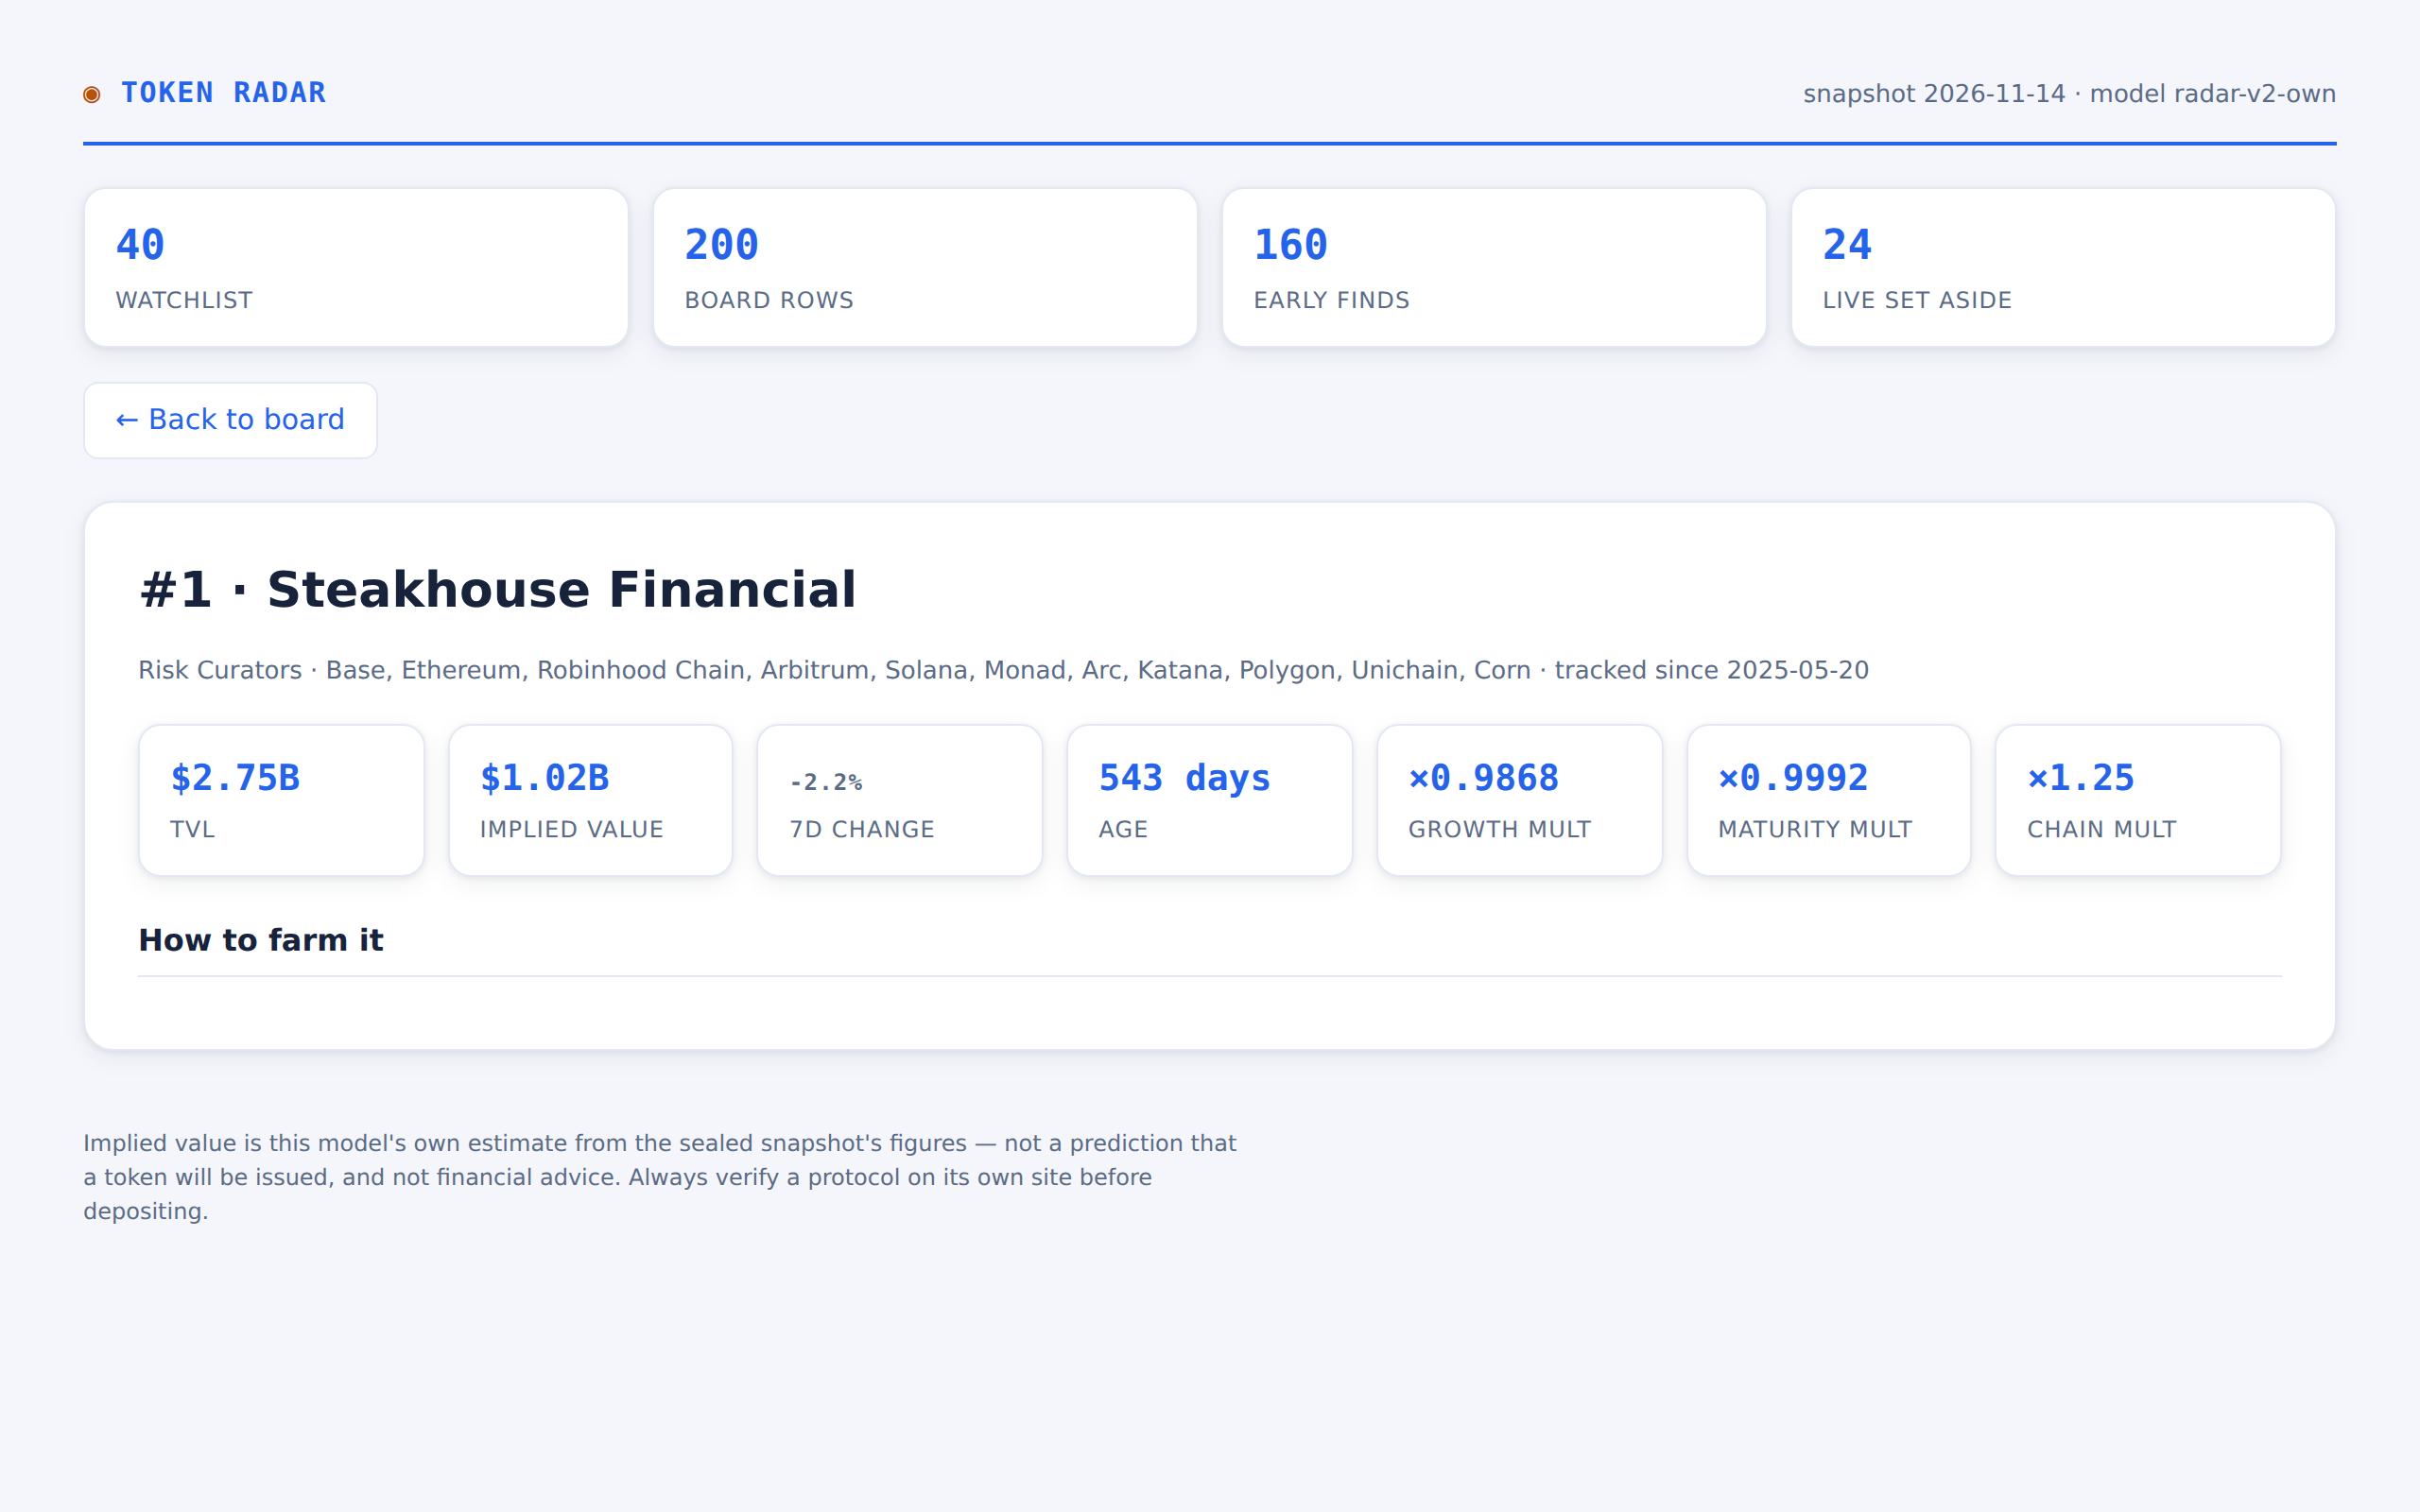 ◉ TOKEN RADAR
snapshot 2026-11-14 · model radar-v2-own
40
WATCHLIST
200
BOARD ROWS
160
EARLY FINDS
24
LIVE SET ASIDE
← Back to board
#1 · Steakhouse Financial
Risk Curators · Base, Ethereum, Robinhood Chain, Arbitrum, Solana, Monad, Arc, Katana, Polygon, Unichain, Corn · tracked since 2025-05-20
$2.75B
TVL
$1.02B
IMPLIED VALUE
-2.2%
7D CHANGE
543 days
AGE
×0.9868
GROWTH MULT
×0.9992
MATURITY MULT
×1.25
CHAIN MULT
How to farm it
Implied value is this model's own estimate from the sealed snapshot's figures — not a prediction that
a token will be issued, and not financial advice. Always verify a protocol on its own site before
depositing.